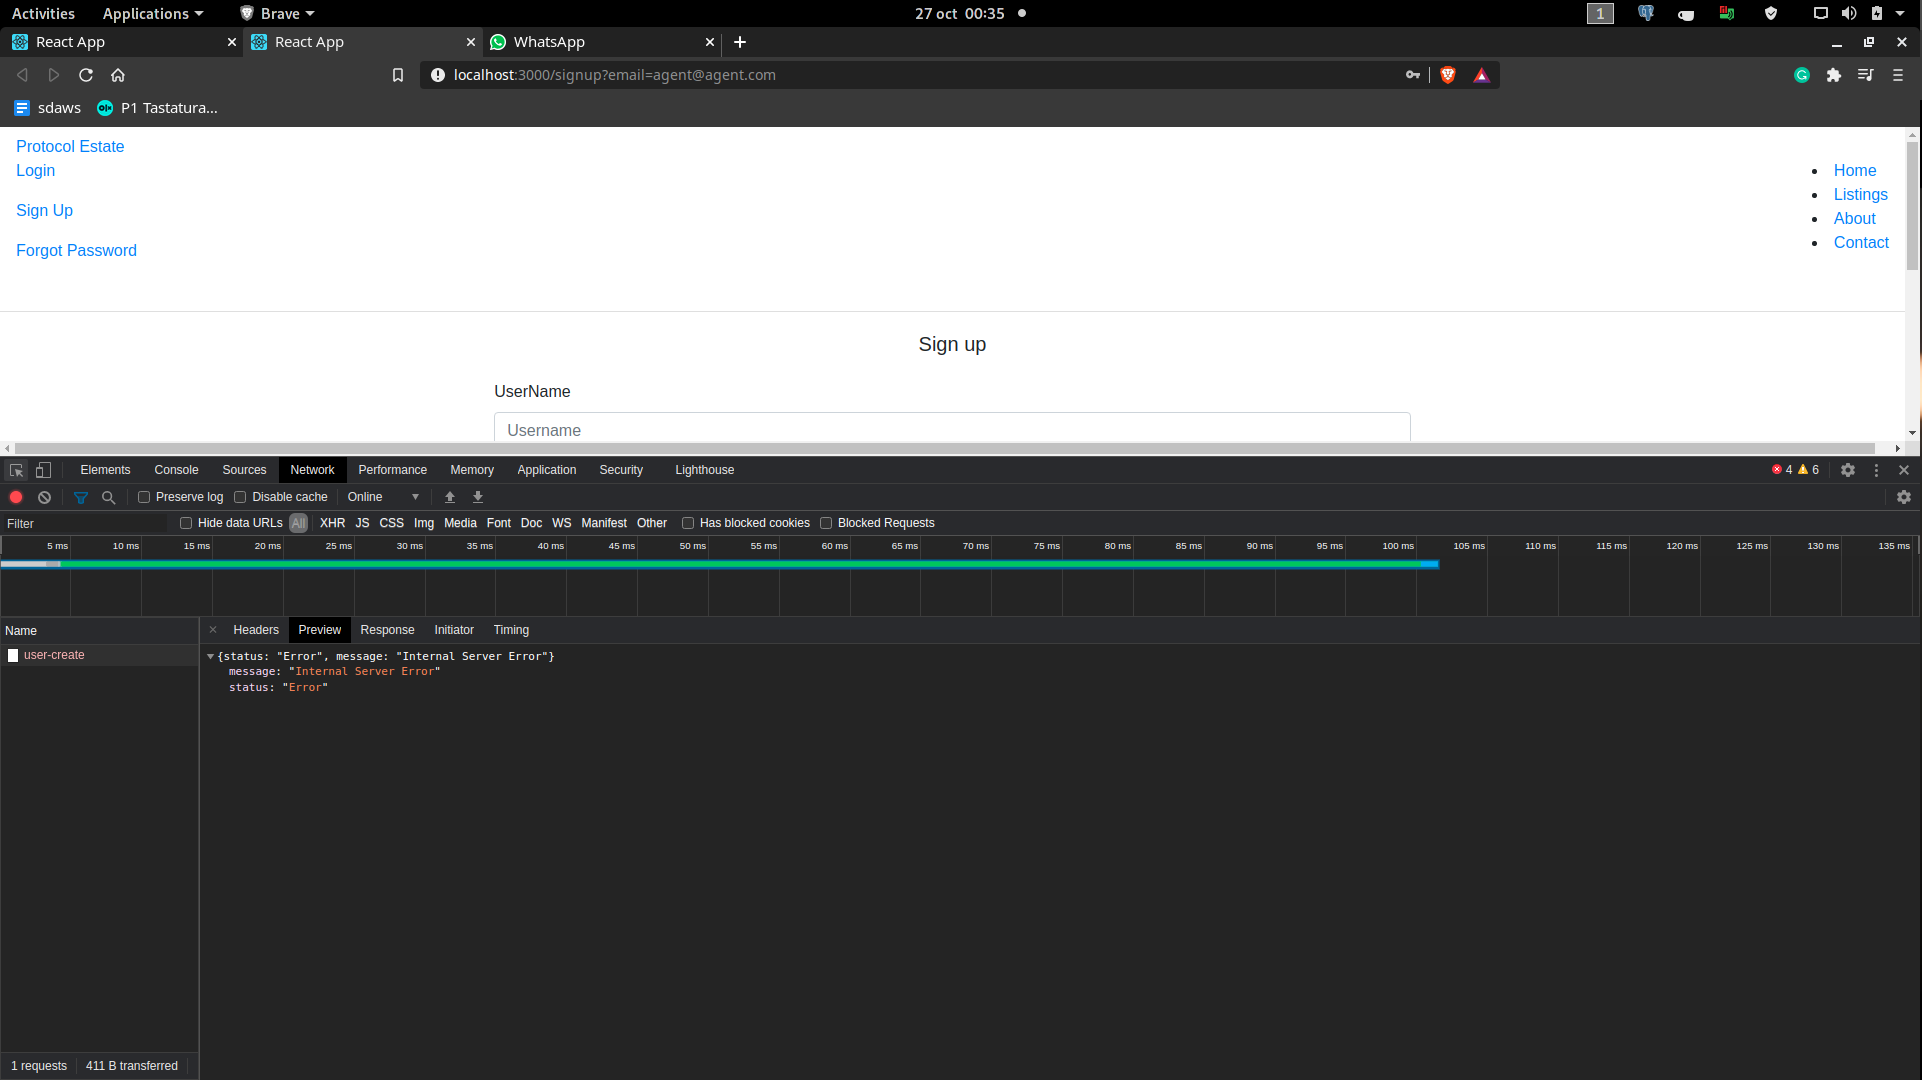 Activities Applications Brave 27 oct 00:35 1
React App React App WhatsApp
localhost:3000/signup?email=agent@agent.com
sdaws P1 Tastatura...
Protocol Estate
Login
Sign Up
Forgot Password
Home
Listings
About
Contact
Sign up
UserName
Username
Elements Console Sources Network Performance Memory Application Security Lighthouse 4 6
Preserve log Disable cache Online
Filter Hide data URLs All XHR JS CSS Img Media Font Doc WS Manifest Other Has blocked cookies Blocked Requests
5 ms 10 ms 15 ms 20 ms 25 ms 30 ms 35 ms 40 ms 45 ms 50 ms 55 ms 60 ms 65 ms 70 ms 75 ms 80 ms 85 ms 90 ms 95 ms 100 ms 105 ms 110 ms 115 ms 120 ms 125 ms 130 ms 135 ms
Name Headers Preview Response Initiator Timing
user-create
{status: "Error", message: "Internal Server Error"}
message: "Internal Server Error"
status: "Error"
1 requests 411 B transferred